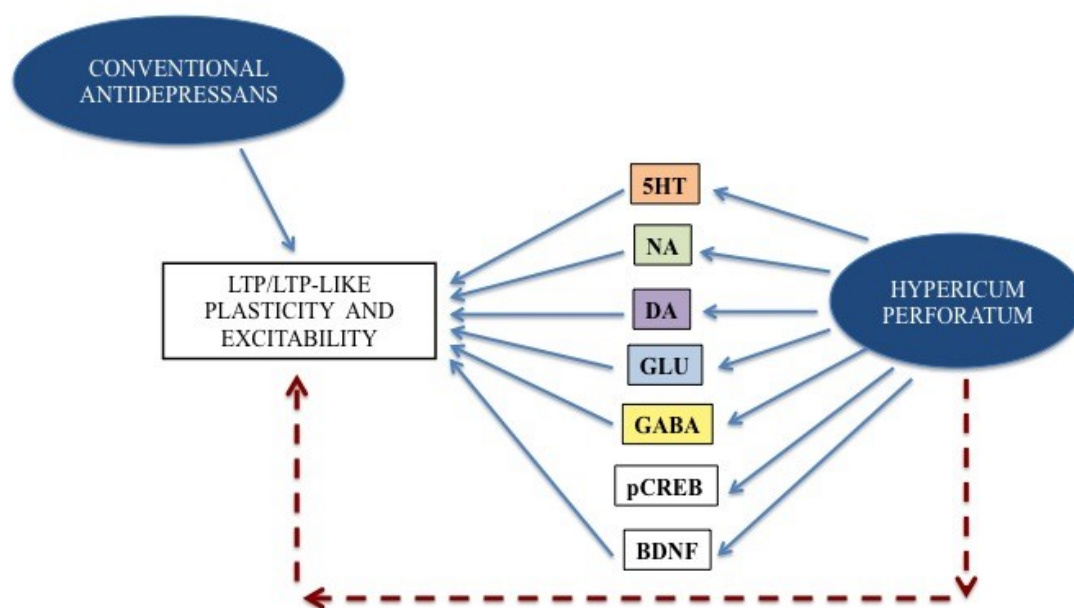 CONVENTIONAL
ANTIDEPRESSANS
5HT
NA
LTP/LTP-LIKE
PLASTICITY AND
EXCITABILITY
DA
HYPERICUM
PERFORATUM
GLU
GABA
pCREB
BDNF